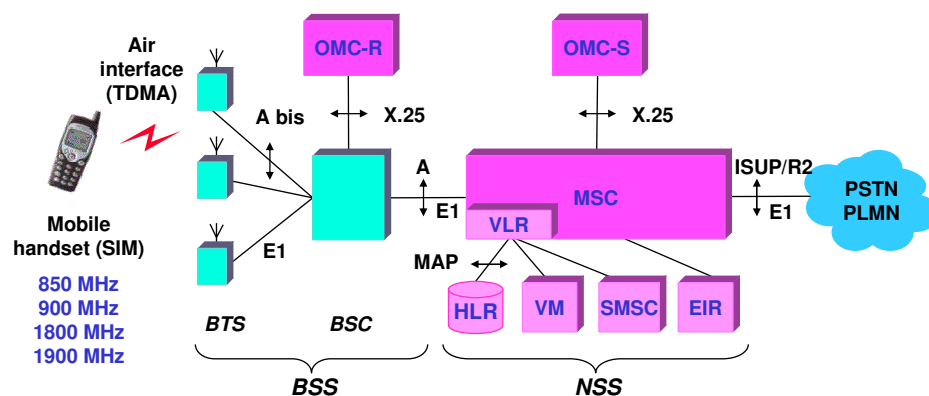 Air
interface
(TDMA)
OMC-R
OMC-S
A bis
X.25
X.25
A
E1
MSC
VLR
ISUP/R2
E1
PSTN
PLMN
Mobile
handset (SIM)
E1
MAP
HLR
VM
SMSC
EIR
850 MHz
900 MHz
1800 MHz
1900 MHz
BTS
BSC
BSS
NSS